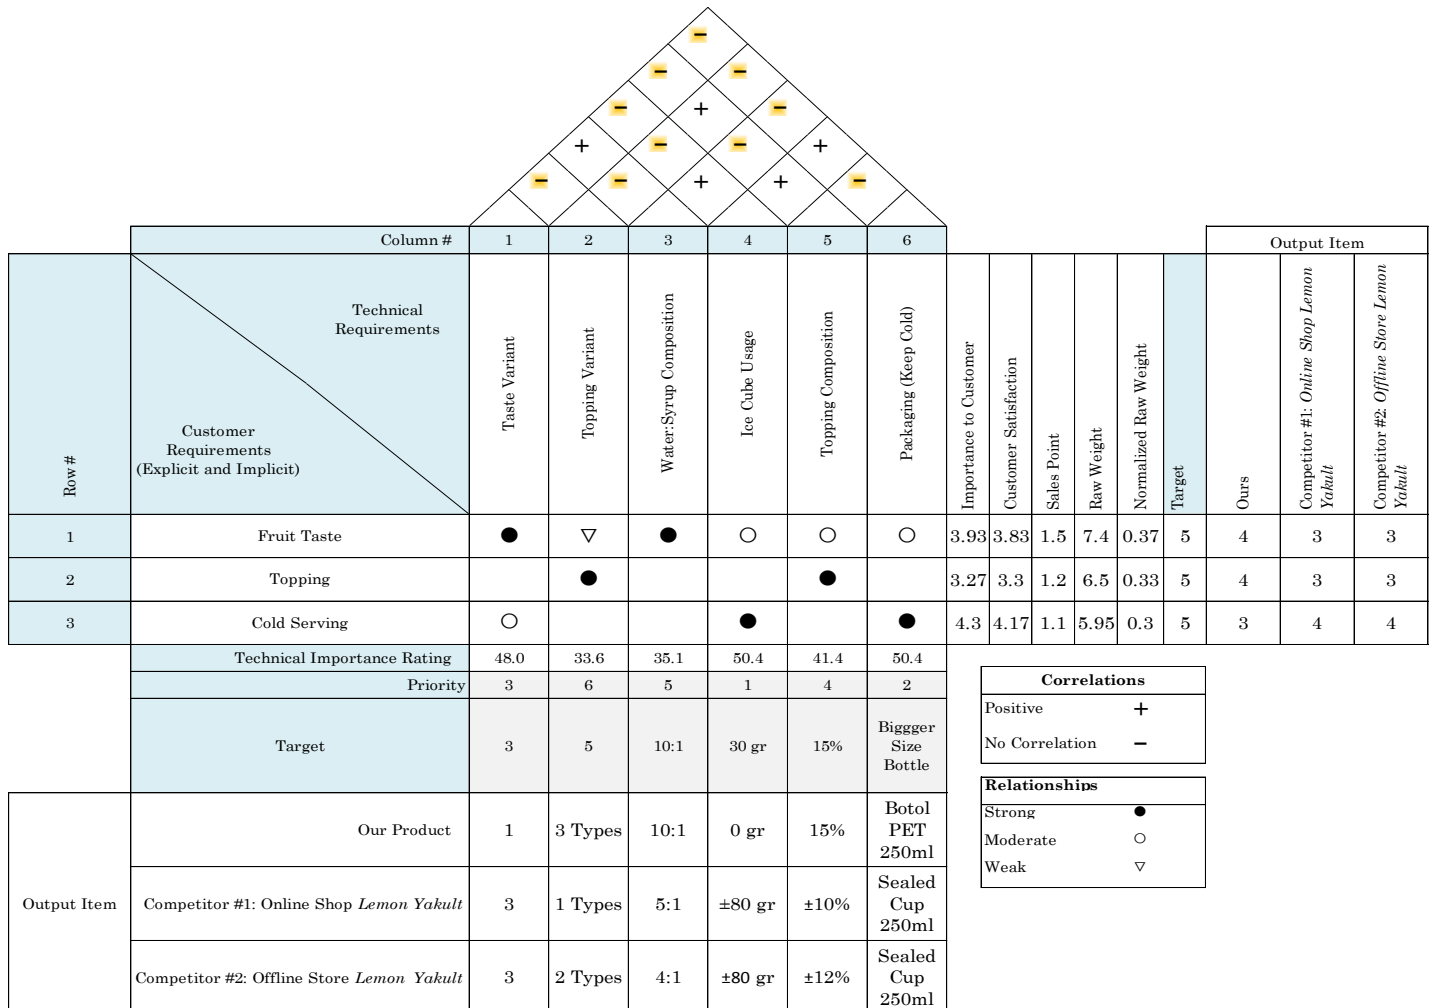 −
− −
− + −
+ − − +
− − + + −
Column # 1 2 3 4 5 6 Output Item
Row #
Technical
Requirements
Customer
Requirements
(Explicit and Implicit)
Taste Variant
Topping Variant
Water:Syrup Composition
Ice Cube Usage
Topping Composition
Packaging (Keep Cold)
Importance to Customer
Customer Satisfaction
Sales Point
Raw Weight
Normalized Raw Weight
Target
Ours
Competitor #1: Online Shop Lemon
Yakult
Competitor #2: Offline Store Lemon
Yakult
1 Fruit Taste ● ▽ ● ○ ○ ○ 3.93 3.83 1.5 7.4 0.37 5 4 3 3
2 Topping ● ● 3.27 3.3 1.2 6.5 0.33 5 4 3 3
3 Cold Serving ○ ● ● 4.3 4.17 1.1 5.95 0.3 5 3 4 4
Technical Importance Rating 48.0 33.6 35.1 50.4 41.4 50.4
Priority 3 6 5 1 4 2
Target 3 5 10:1 30 gr 15% Biggger
Size
Bottle
Correlations
Positive +
No Correlation −
Relationships
Strong ●
Moderate ○
Weak ▽
Output Item
Our Product 1 3 Types 10:1 0 gr 15% Botol
PET
250ml
Competitor #1: Online Shop Lemon Yakult 3 1 Types 5:1 ±80 gr ±10% Sealed
Cup
250ml
Competitor #2: Offline Store Lemon Yakult 3 2 Types 4:1 ±80 gr ±12% Sealed
Cup
250ml